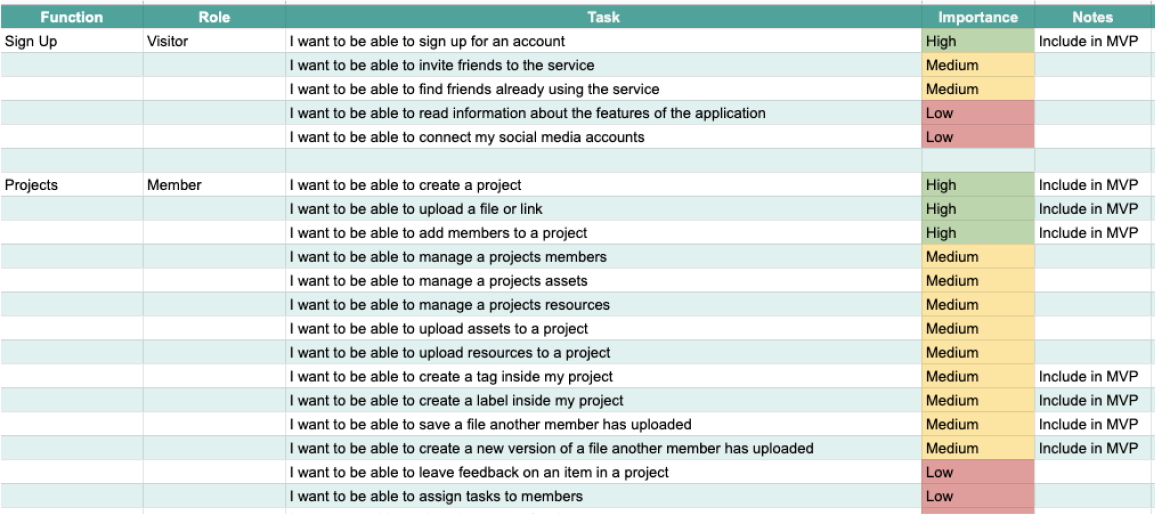 Function Role Task Importance Notes
Sign Up Visitor I want to be able to sign up for an account High Include in MVP
I want to be able to invite friends to the service Medium
I want to be able to find friends already using the service Medium
I want to be able to read information about the features of the application Low
I want to be able to connect my social media accounts Low
Projects Member I want to be able to create a project High Include in MVP
I want to be able to upload a file or link High Include in MVP
I want to be able to add members to a project High Include in MVP
I want to be able to manage a projects members Medium
I want to be able to manage a projects assets Medium
I want to be able to manage a projects resources Medium
I want to be able to upload assets to a project Medium
I want to be able to upload resources to a project Medium
I want to be able to create a tag inside my project Medium Include in MVP
I want to be able to create a label inside my project Medium Include in MVP
I want to be able to save a file another member has uploaded Medium Include in MVP
I want to be able to create a new version of a file another member has uploaded Medium Include in MVP
I want to be able to leave feedback on an item in a project Low
I want to be able to assign tasks to members Low